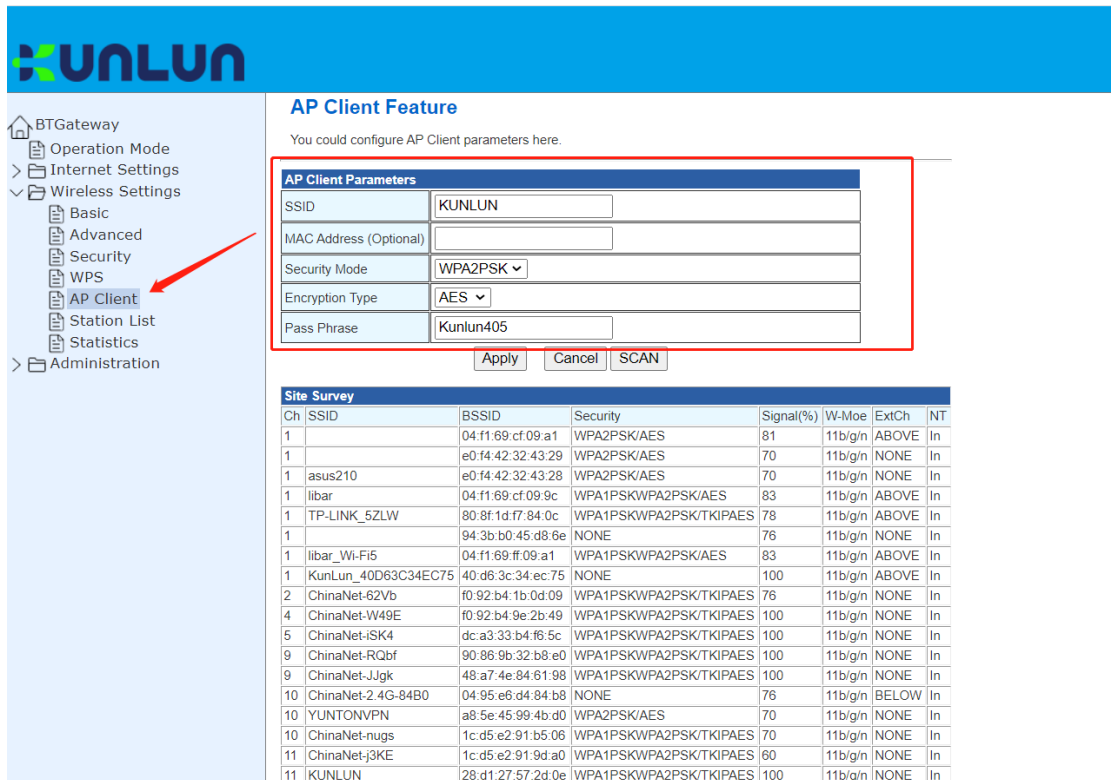 KUNLUN
BTGateway
Operation Mode
Internet Settings
Wireless Settings
Basic
Advanced
Security
WPS
AP Client
Station List
Statistics
Administration
AP Client Feature
You could configure AP Client parameters here.
AP Client Parameters
SSID KUNLUN
MAC Address (Optional)
Security Mode WPA2PSK
Encryption Type AES
Pass Phrase Kunlun405
Apply Cancel SCAN
Site Survey
Ch SSID BSSID Security Signal(%) W-Moe ExtCh NT
1 04:f1:69:cf:09:a1 WPA2PSK/AES 81 11b/g/n ABOVE In
1 e0:f4:42:32:43:29 WPA2PSK/AES 70 11b/g/n NONE In
1 asus210 e0:f4:42:32:43:28 WPA2PSK/AES 70 11b/g/n NONE In
1 libar 04:f1:69:cf:09:9c WPA1PSKWPA2PSK/AES 83 11b/g/n ABOVE In
1 TP-LINK_5ZLW 80:8f:1d:f7:84:0c WPA1PSKWPA2PSK/TKIPAES 78 11b/g/n ABOVE In
1 94:3b:b0:45:d8:6e NONE 76 11b/g/n NONE In
1 libar_Wi-Fi5 04:f1:69:ff:09:a1 WPA1PSKWPA2PSK/AES 83 11b/g/n ABOVE In
1 KunLun_40D63C34EC75 40:d6:3c:34:ec:75 NONE 100 11b/g/n ABOVE In
2 ChinaNet-62Vb f0:92:b4:1b:0d:09 WPA1PSKWPA2PSK/TKIPAES 76 11b/g/n NONE In
4 ChinaNet-W49E f0:92:b4:9e:2b:49 WPA1PSKWPA2PSK/TKIPAES 100 11b/g/n NONE In
5 ChinaNet-iSK4 dc:a3:33:b4:f6:5c WPA1PSKWPA2PSK/TKIPAES 100 11b/g/n NONE In
9 ChinaNet-RQbf 90:86:9b:32:b8:e0 WPA1PSKWPA2PSK/TKIPAES 100 11b/g/n NONE In
9 ChinaNet-JJgk 48:a7:4e:84:61:98 WPA1PSKWPA2PSK/TKIPAES 100 11b/g/n NONE In
10 ChinaNet-2.4G-84B0 04:95:e6:d4:84:b8 NONE 76 11b/g/n BELOW In
10 YUNTONVPN a8:5e:45:99:4b:d0 WPA2PSK/AES 70 11b/g/n NONE In
10 ChinaNet-nugs 1c:d5:e2:91:b5:06 WPA1PSKWPA2PSK/TKIPAES 70 11b/g/n NONE In
11 ChinaNet-j3KE 1c:d5:e2:91:9d:a0 WPA1PSKWPA2PSK/TKIPAES 60 11b/g/n NONE In
11 KUNLUN 28:d1:27:57:2d:0e WPA1PSKWPA2PSK/TKIPAES 100 11b/g/n NONE In